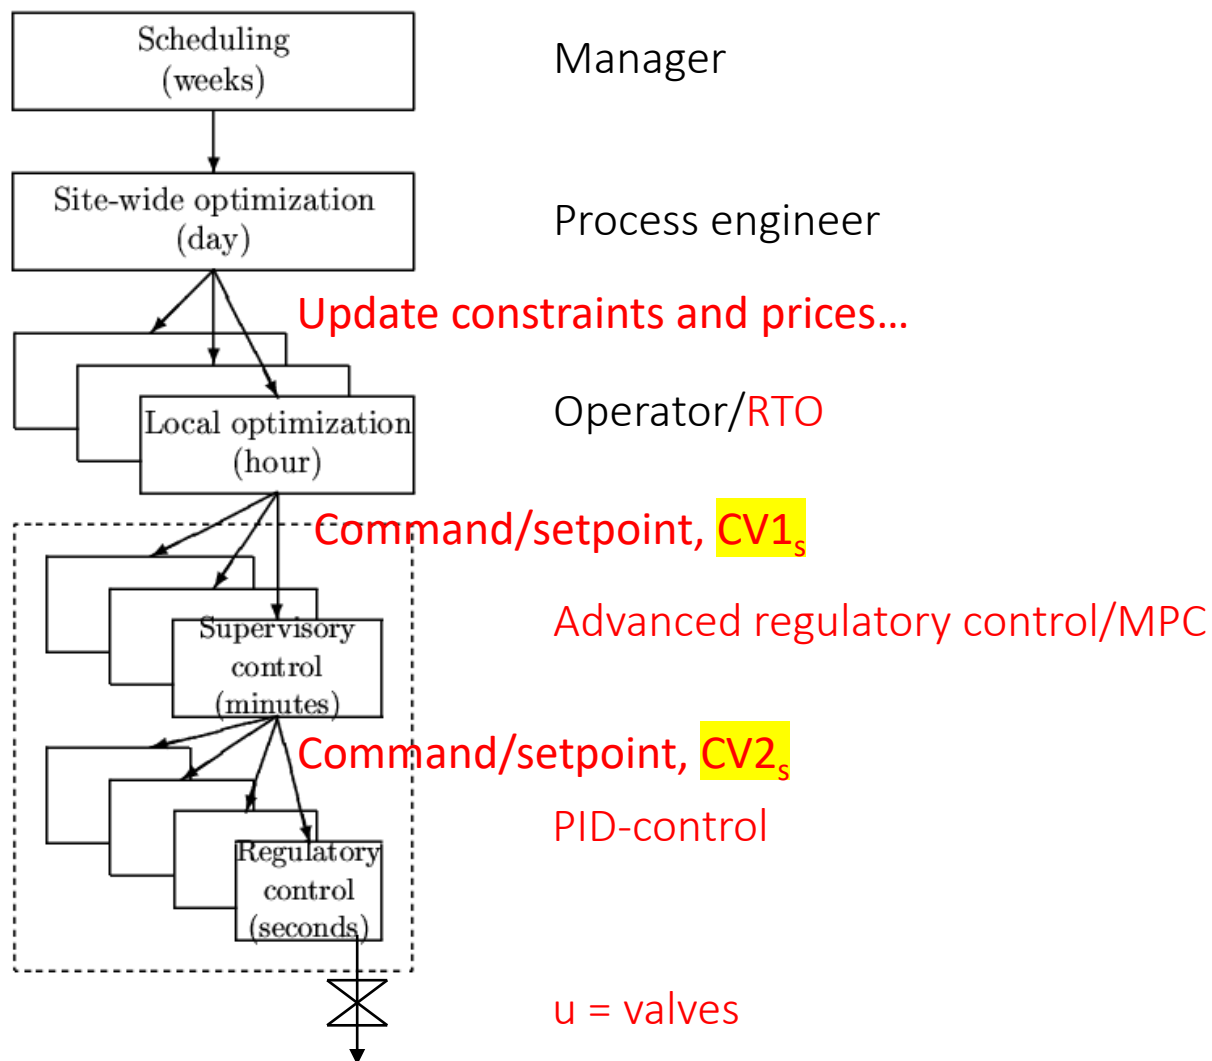 Scheduling
(weeks)
Manager
Site-wide optimization
(day)
Process engineer
Update constraints and prices...
Local optimization
(hour)
Operator/RTO
Command/setpoint, CV1s
Supervisory
control
(minutes)
Advanced regulatory control/MPC
Command/setpoint, CV2s
PID-control
Regulatory
control
(seconds)
u = valves